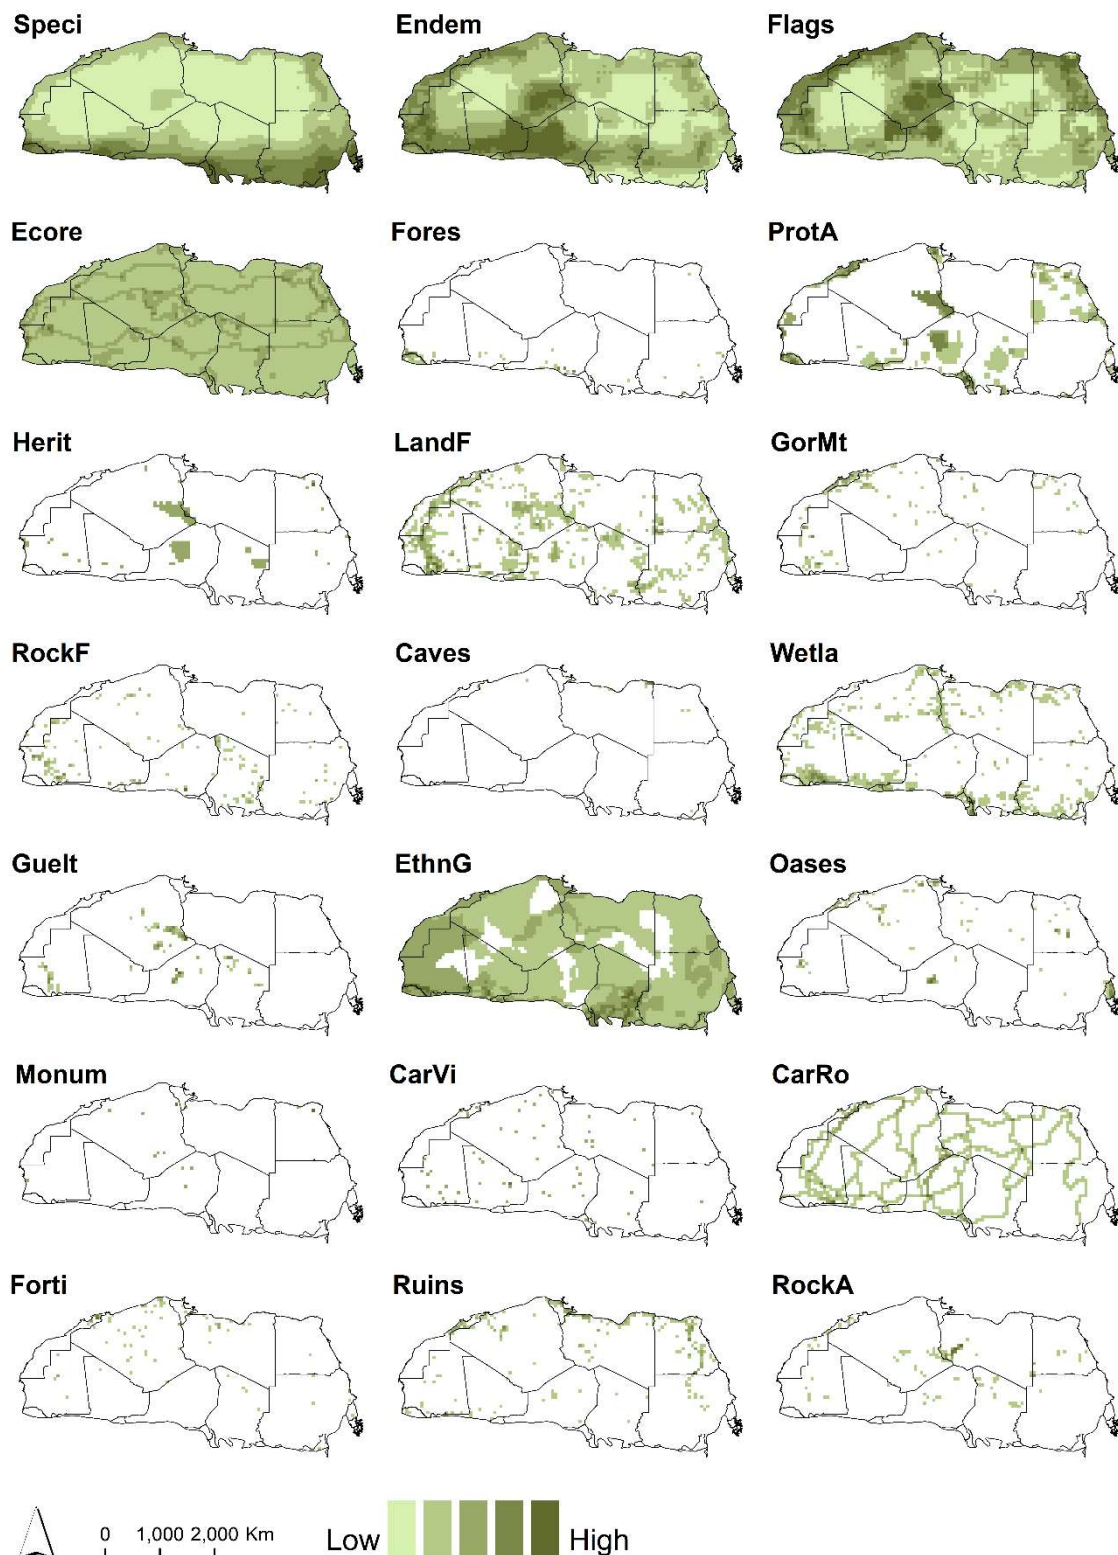 Speci Endem Flags
Ecore Fores ProtA
Herit LandF GorMt
RockF Caves Wetla
Guelt EthnG Oases
Monum CarVi CarRo
Forti Ruins RockA
0 1,000 2,000 Km Low High